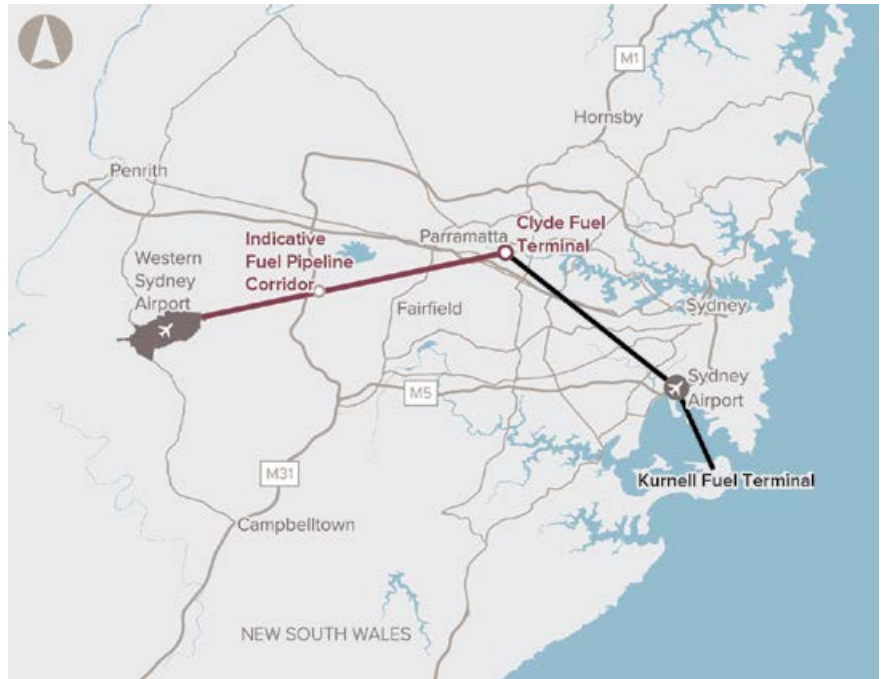 M1
Hornsby
Penrith
Clyde Fuel
Terminal
Parramatta
Indicative
Fuel Pipeline
Corridor
Western
Sydney
Airport
Fairfield
Sydney
Sydney
Airport
M5
Kurnell Fuel Terminal
M31
Campbelltown
NEW SOUTH WALES